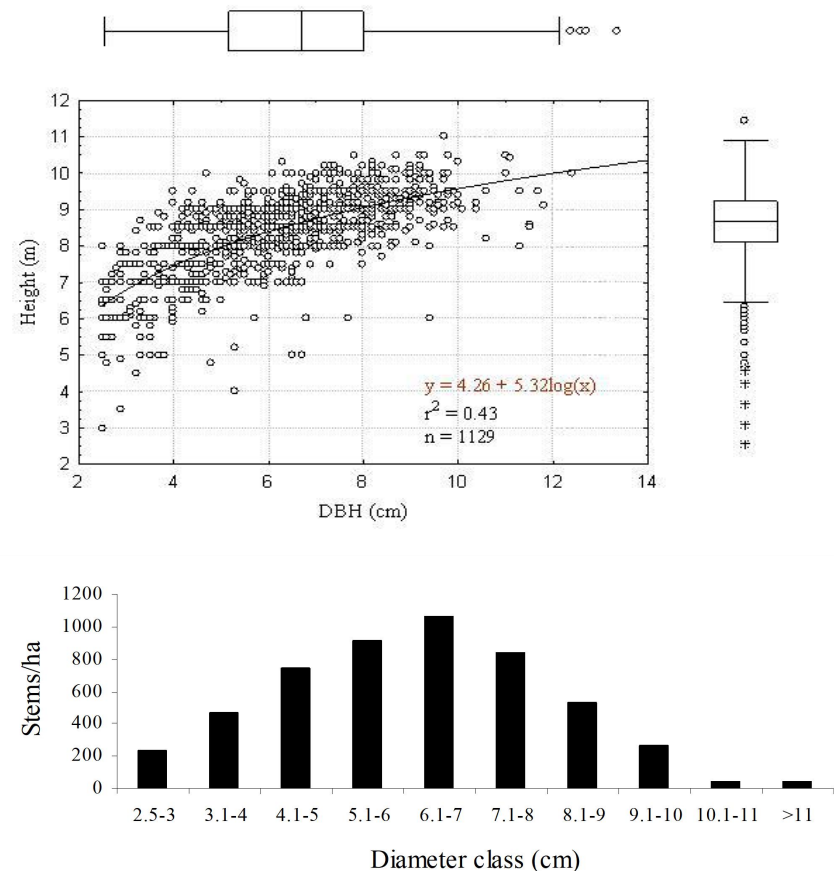 12
11
10
9
8
7
6
5
4
3
2
Height (m)
y = 4.26 + 5.32log(x)
r² = 0.43
n = 1129
2 4 6 8 10 12 14
DBH (cm)
1200
1000
800
600
400
200
0
Stems/ha
2.5-3 3.1-4 4.1-5 5.1-6 6.1-7 7.1-8 8.1-9 9.1-10 10.1-11 >11
Diameter class (cm)